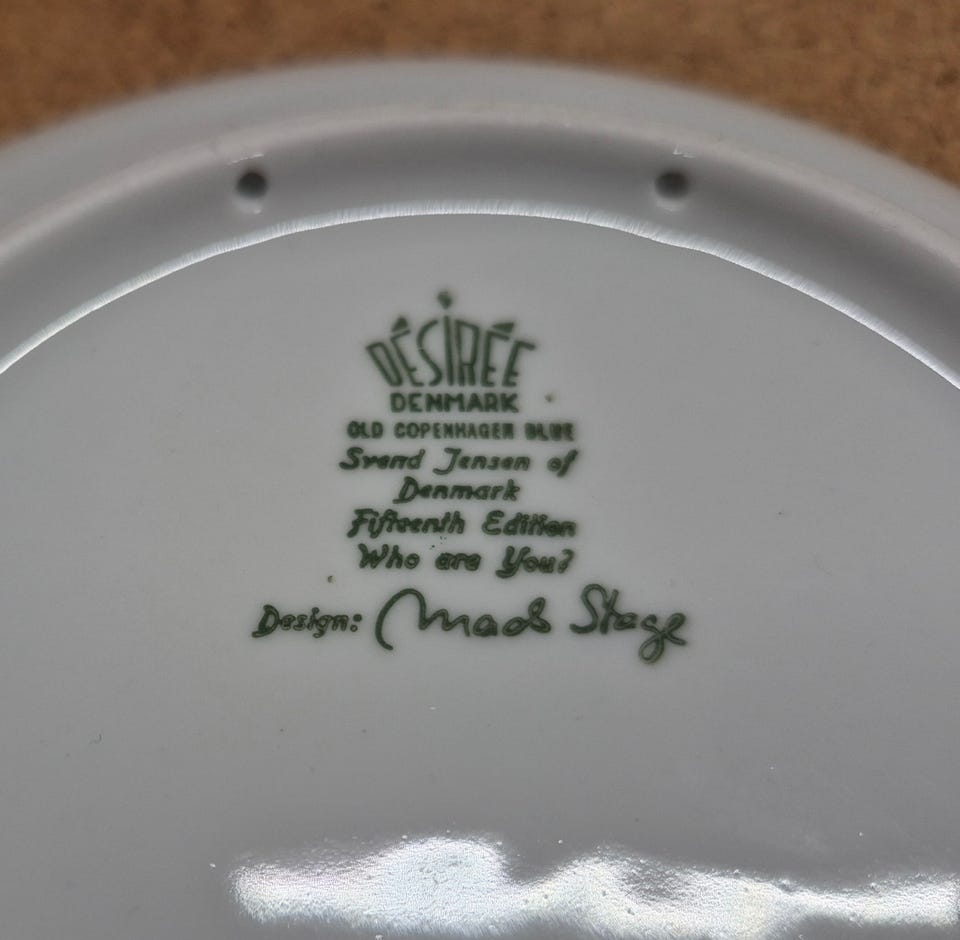 DÉSIRÉE
DENMARK
OLD COPENHAGEN BLUE
Svend Jensen of
Denmark
Fifteenth Edition
Who are You?
Design: Mads Stage